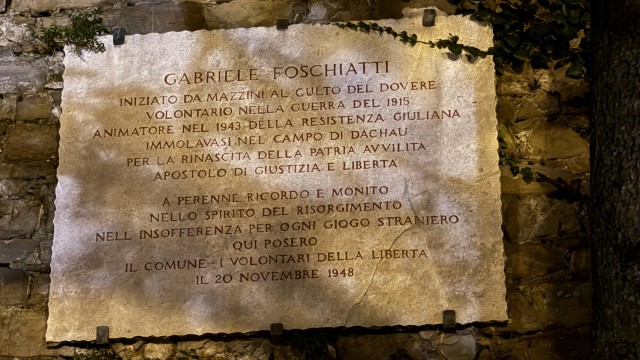 GABRIELE FOSCHIATTI
INIZIATO DA MAZZINI AL CULTO DEL DOVERE
VOLONTARIO NELLA GUERRA DEL 1915
ANIMATORE NEL 1943 DELLA RESISTENZA GIULIANA
IMMOLAVASI NEL CAMPO DI DACHAU
PER LA RINASCITA DELLA PATRIA AVVILITA
APOSTOLO DI GIUSTIZIA E LIBERTA
A PERENNE RICORDO E MONITO
NELLO SPIRITO DEL RISORGIMENTO
NELL INSOFFERENZA PER OGNI GIOGO STRANIERO
QUI POSERO
IL COMUNE - I VOLONTARI DELLA LIBERTA
IL 20 NOVEMBRE 1948